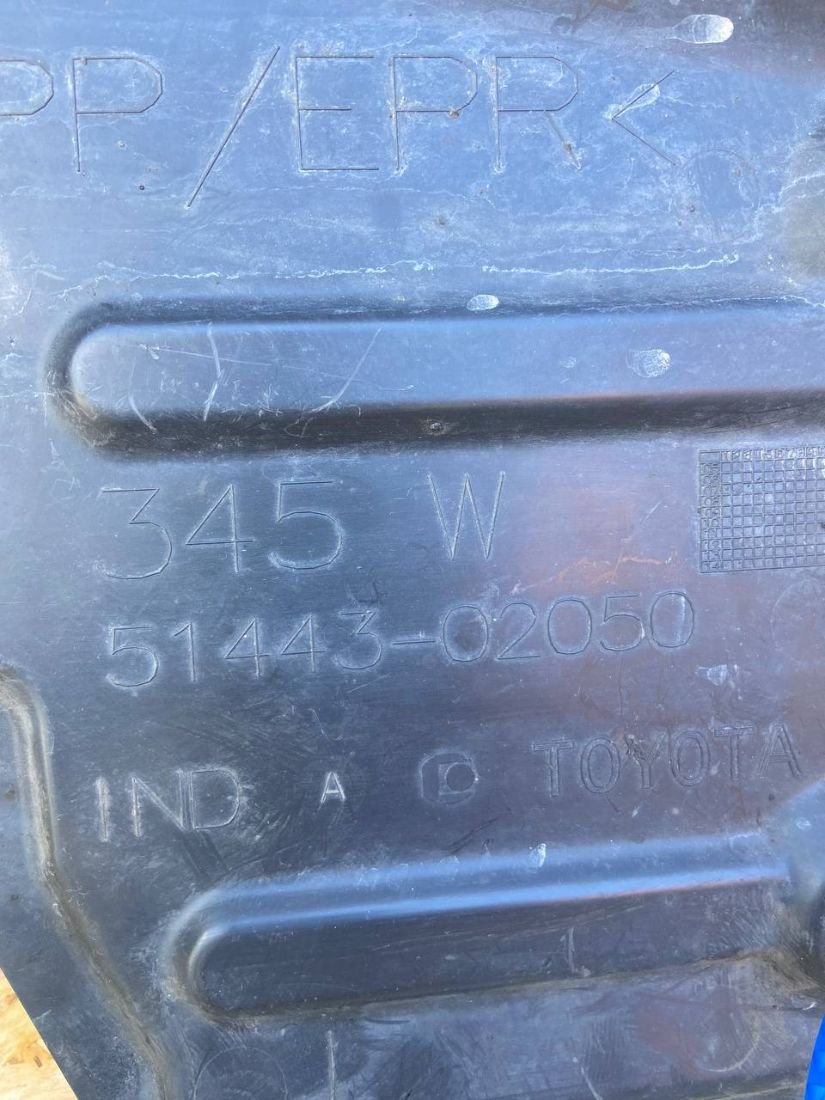 PP/EPR<
345 W
51443-02050
IND A TOYOTA